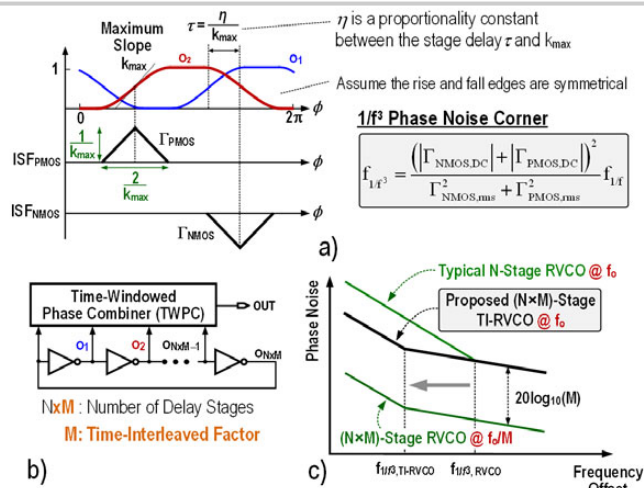 Maximum
Slope
kmax
τ = η / kmax
η is a proportionality constant
between the stage delay τ and kmax
O2
O1
1
Assume the rise and fall edges are symmetrical
0
2π
ϕ
1/f³ Phase Noise Corner
1 / kmax
ΓPMOS
ISFPMOS
ϕ
2 / kmax
f1/f³ = (|ΓNMOS,DC| + |ΓPMOS,DC|)² / (Γ²NMOS,rms + Γ²PMOS,rms) f1/f
ISFNMOS
ϕ
ΓNMOS
a)
Time-Windowed
Phase Combiner (TWPC)
OUT
O1
O2
ONxM–1
ONxM
NxM : Number of Delay Stages
M: Time-Interleaved Factor
b)
Phase Noise
Typical N-Stage RVCO @ fo
Proposed (N×M)-Stage
TI-RVCO @ fo
20log10(M)
(N×M)-Stage RVCO @ fo/M
f1/f3,TI-RVCO
f1/f3, RVCO
Frequency
Offset
c)